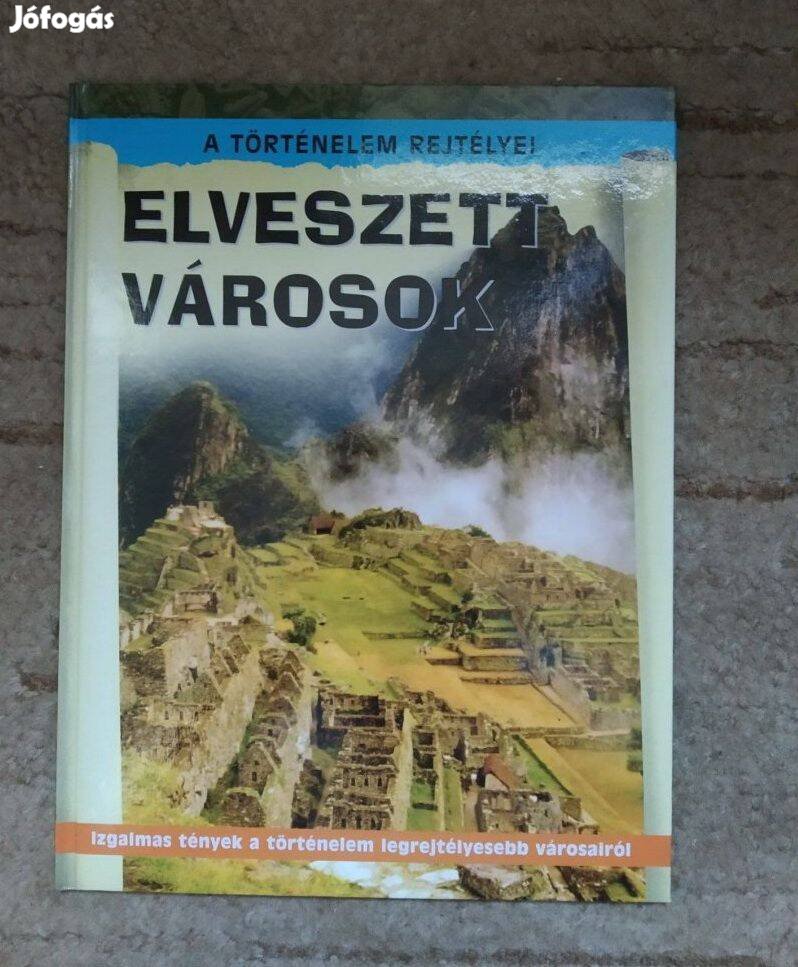 Jófogás
A TÖRTÉNELEM REJTÉLYEI
ELVESZETT
VÁROSOK
Izgalmas tények a történelem legrejtélyesebb városairól